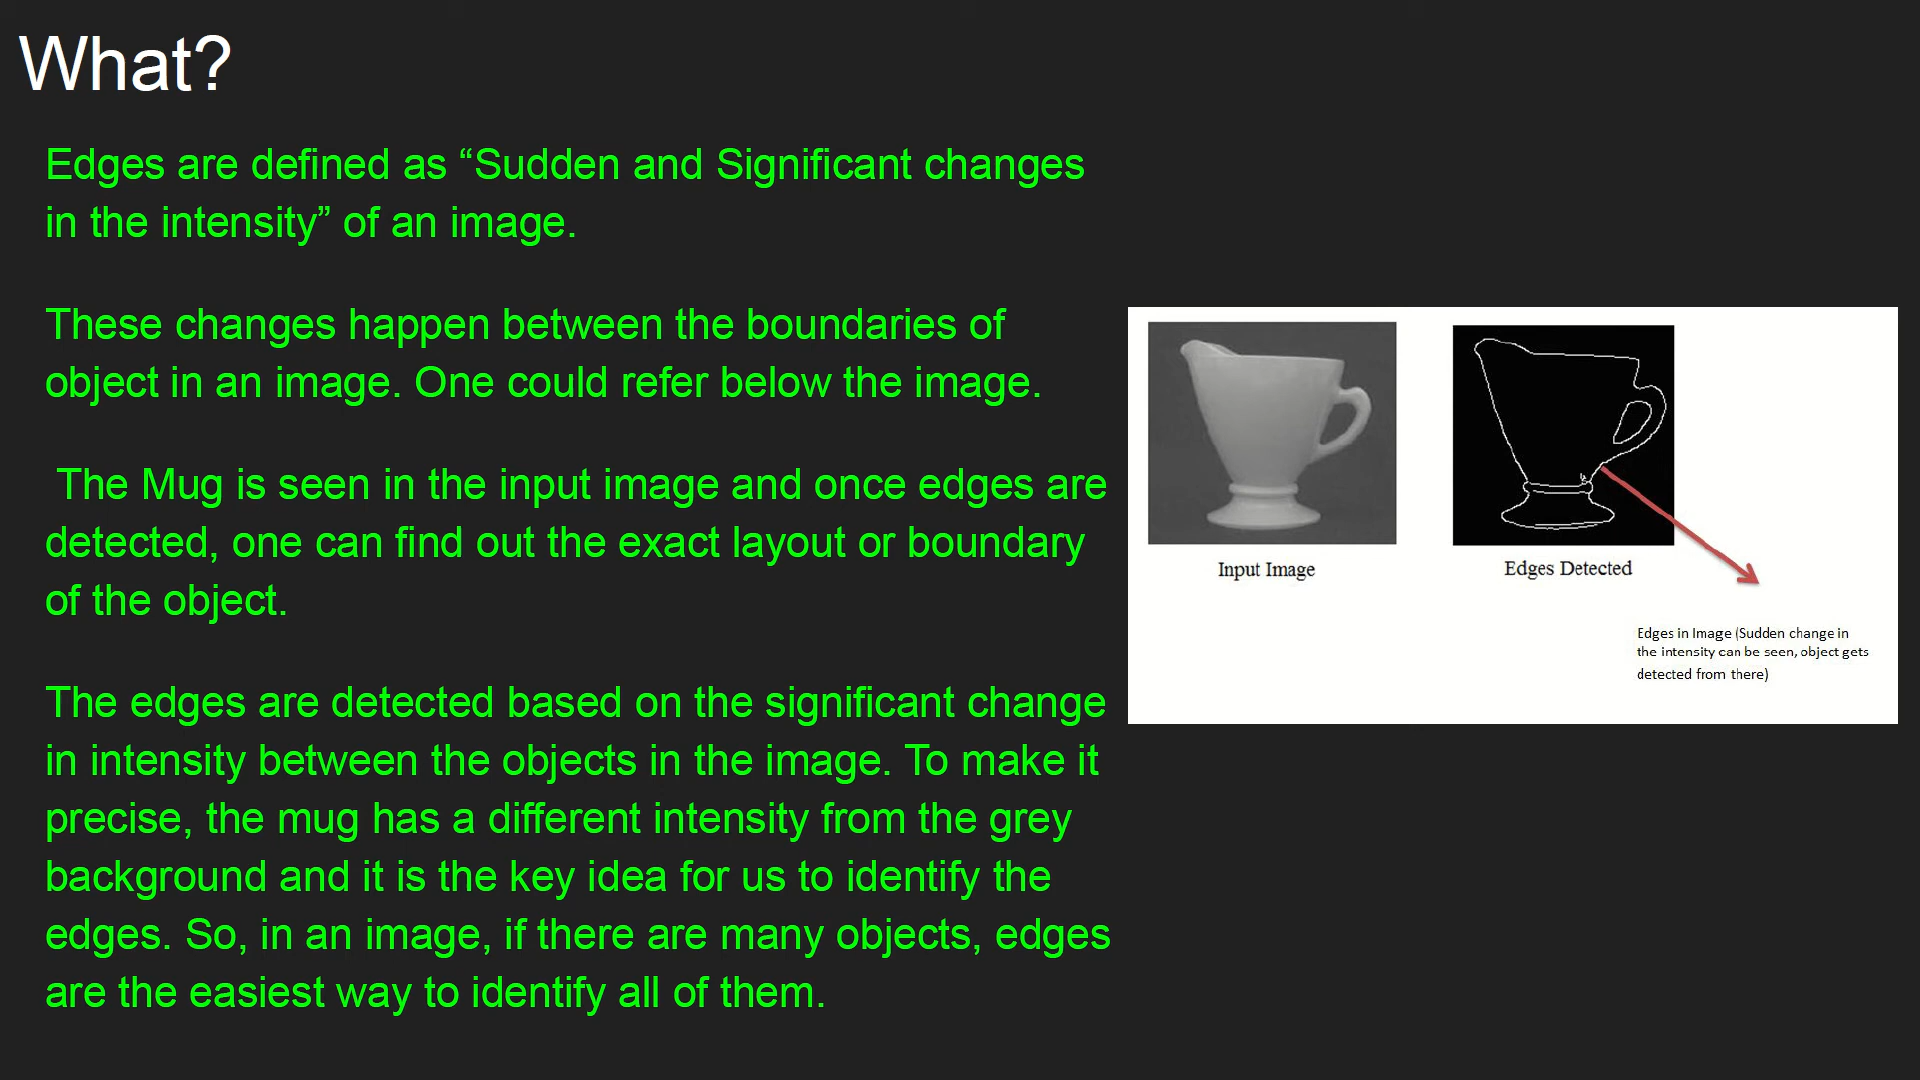 What?
Edges are defined as “Sudden and Significant changes
in the intensity” of an image.
These changes happen between the boundaries of
object in an image. One could refer below the image.
The Mug is seen in the input image and once edges are
detected, one can find out the exact layout or boundary
of the object.
The edges are detected based on the significant change
in intensity between the objects in the image. To make it
precise, the mug has a different intensity from the grey
background and it is the key idea for us to identify the
edges. So, in an image, if there are many objects, edges
are the easiest way to identify all of them.
Input Image
Edges Detected
Edges in Image (Sudden change in
the intensity can be seen, object gets
detected from there)